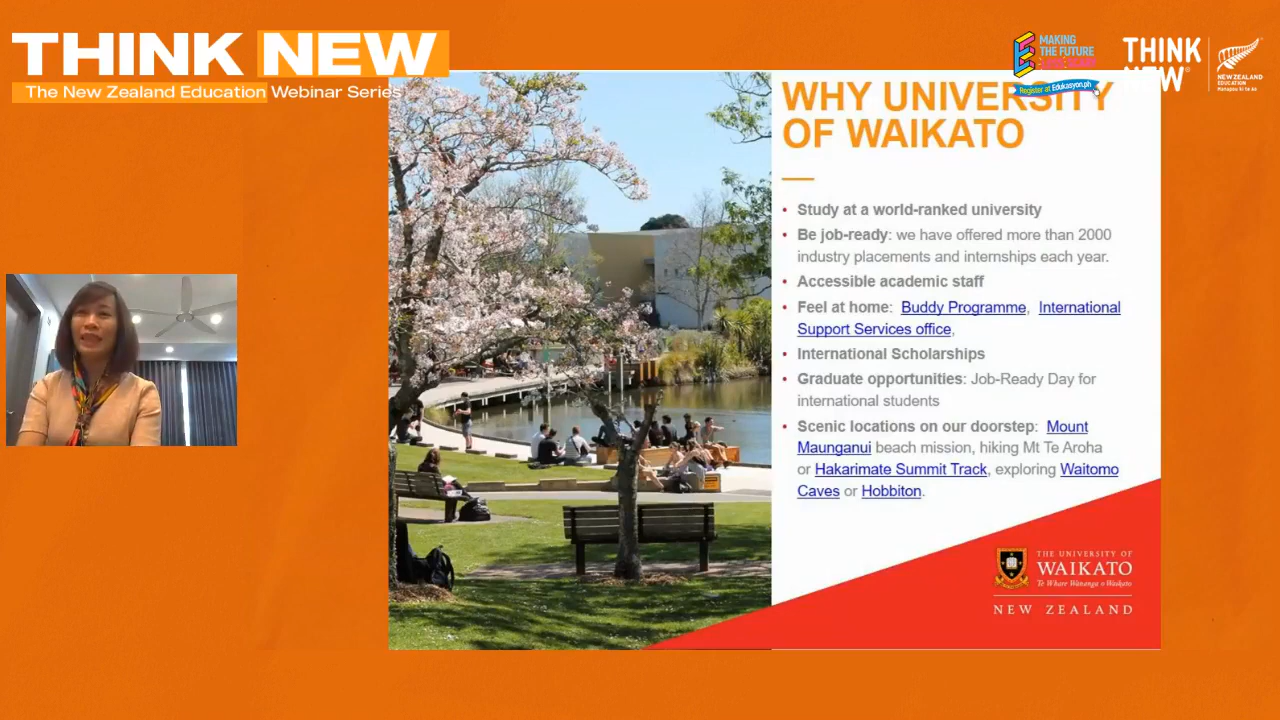 THINK NEW
The New Zealand Education Webinar Series
MAKING
THE FUTURE
Register at Edukasyon.ph
THINK
NEW
NEW ZEALAND
EDUCATION
WHY UNIVERSITY
OF WAIKATO
• Study at a world-ranked university
• Be job-ready: we have offered more than 2000
industry placements and internships each year.
• Accessible academic staff
• Feel at home: Buddy Programme, International
Support Services office,
• International Scholarships
• Graduate opportunities: Job-Ready Day for
international students
• Scenic locations on our doorstep: Mount
Maunganui beach mission, hiking Mt Te Aroha
or Hakarimate Summit Track, exploring Waitomo
Caves or Hobbiton.
THE UNIVERSITY OF
WAIKATO
Te Whare Wānanga o Waikato
NEW ZEALAND